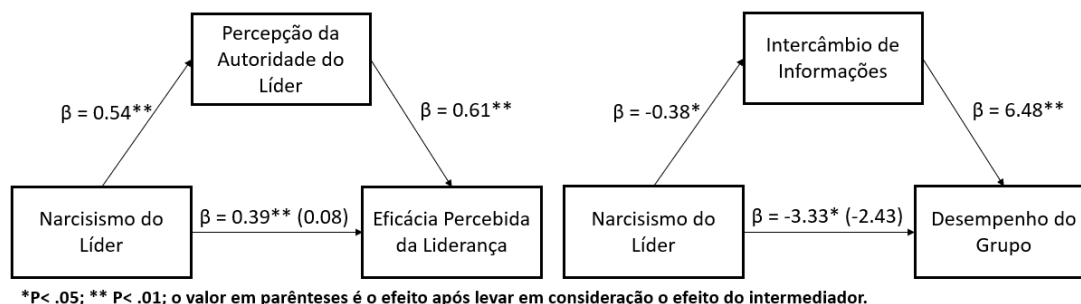 Percepção da
Autoridade do
Líder
β = 0.54**
β = 0.61**
Narcisismo do
Líder
β = 0.39** (0.08)
Eficácia Percebida
da Liderança
Intercâmbio de
Informações
β = -0.38*
β = 6.48**
Narcisismo do
Líder
β = -3.33* (-2.43)
Desempenho do
Grupo
*P< .05; ** P< .01; o valor em parênteses é o efeito após levar em consideração o efeito do intermediador.